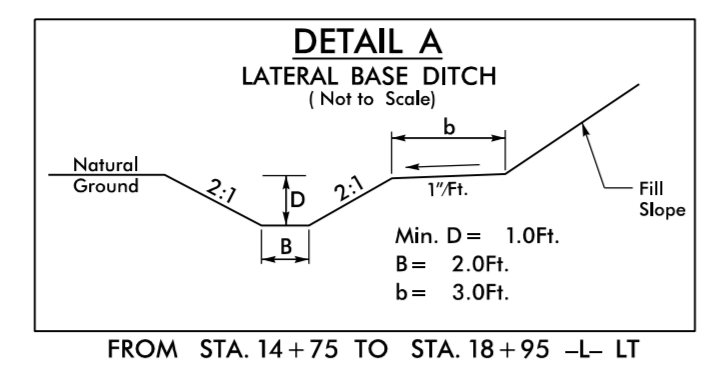 DETAIL A
LATERAL BASE DITCH
( Not to Scale)
b
Natural
Ground
2:1
D
2:1
1"/Ft.
Fill
Slope
B
Min. D = 1.0Ft.
B = 2.0Ft.
b = 3.0Ft.
FROM STA. 14+75 TO STA. 18+95 -L- LT